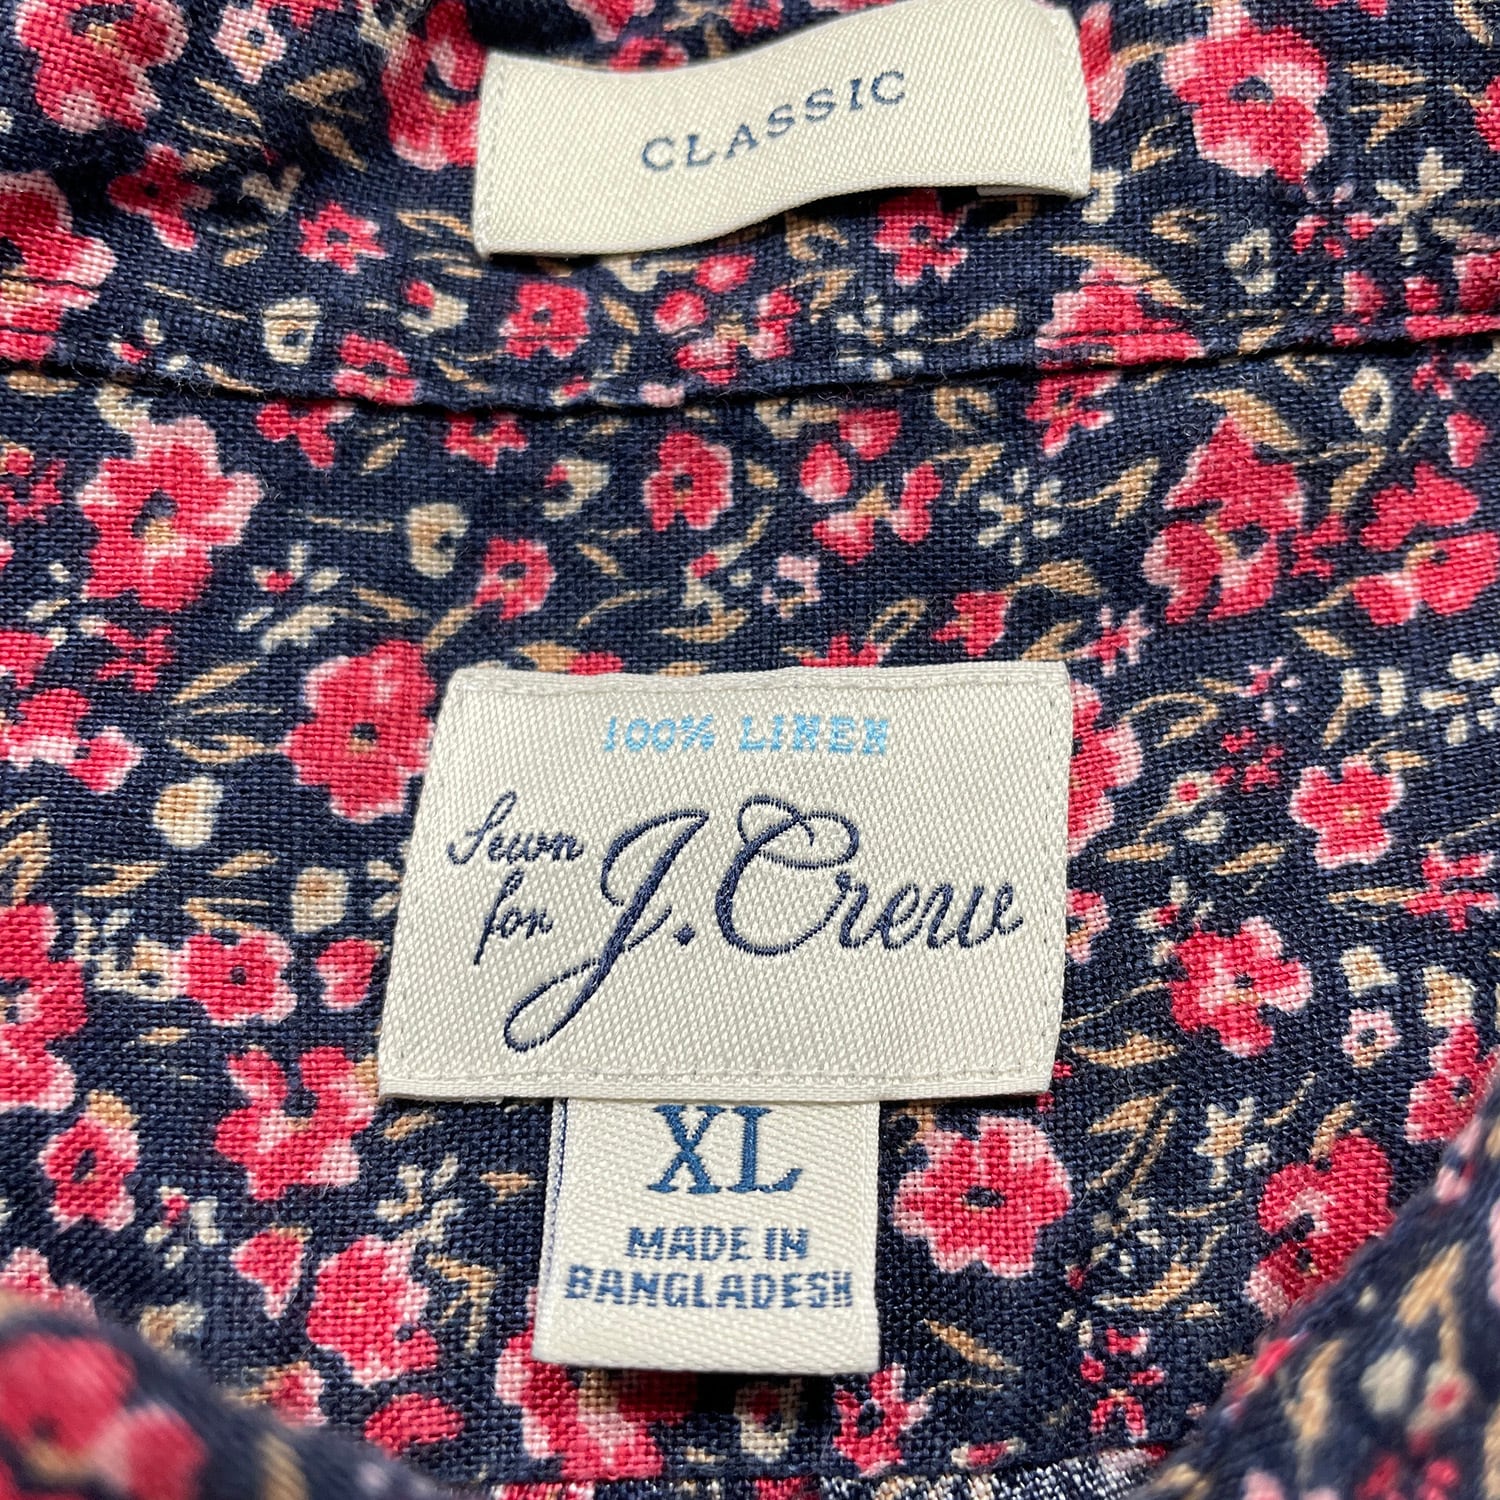 CLASSIC
100% LINEN
Sewn
for J.Crew
XL
MADE IN
BANGLADESH